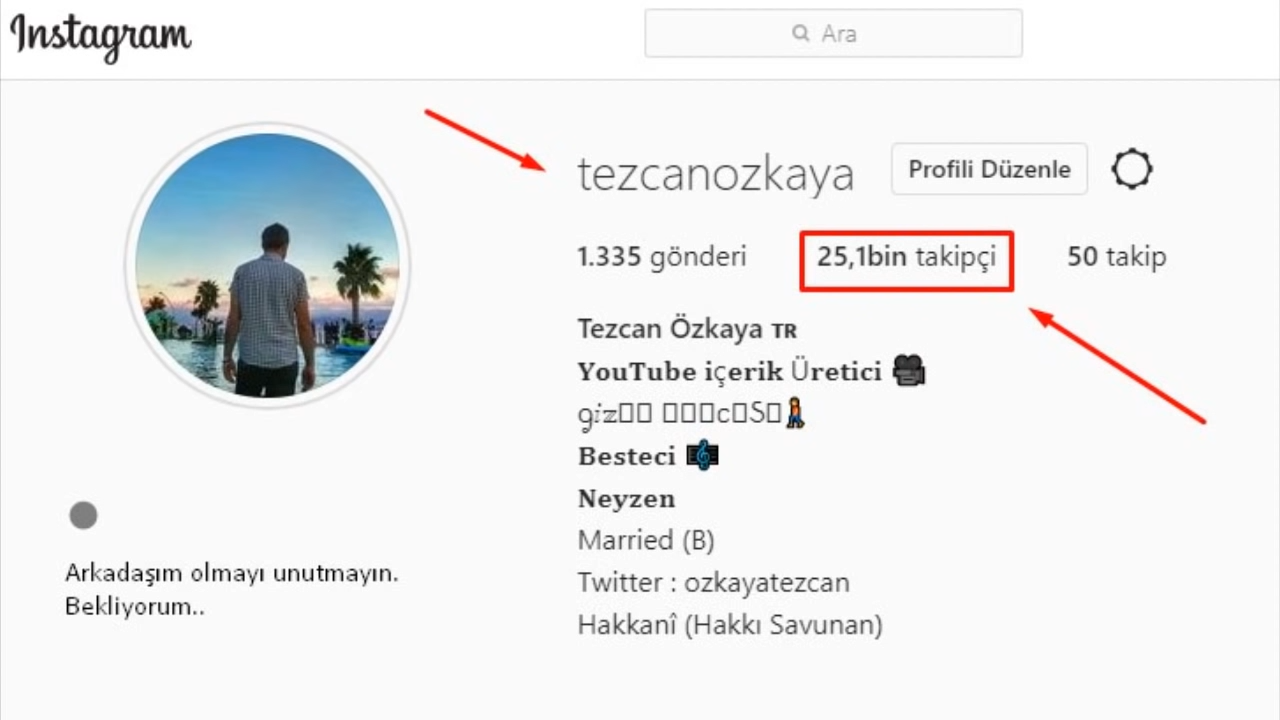 Instagram
Ara
tezcanozkaya
Profili Düzenle
1.335 gönderi
25,1bin takipçi
50 takip
Tezcan Özkaya TR
YouTube içerik Üretici
Besteci
Neyzen
Married (B)
Twitter : ozkayatezcan
Hakkanî (Hakkı Savunan)
Arkadaşım olmayı unutmayın.
Bekliyorum..